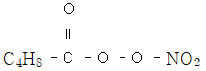 O
||
C₄H₈ - C - O - O - NO₂